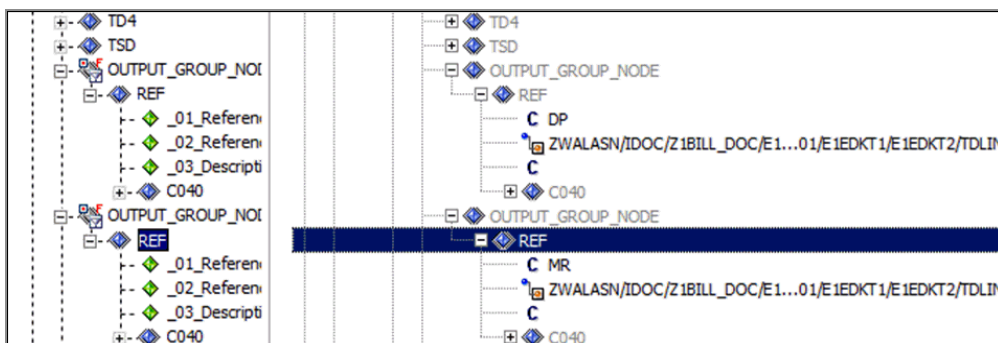 TD4 TD4
TSD TSD
OUTPUT_GROUP_NO OUTPUT_GROUP_NODE
REF REF
_01_Referen C DP
_02_Referen ZWALASN/IDOC/Z1BILL_DOC/E1...01/E1EDKT1/E1EDKT2/TDLIN
_03_Descripti C
C040 C040
OUTPUT_GROUP_NO OUTPUT_GROUP_NODE
REF REF
_01_Referen C MR
_02_Referen ZWALASN/IDOC/Z1BILL_DOC/E1...01/E1EDKT1/E1EDKT2/TDLIN
_03_Descripti C
C040 C040